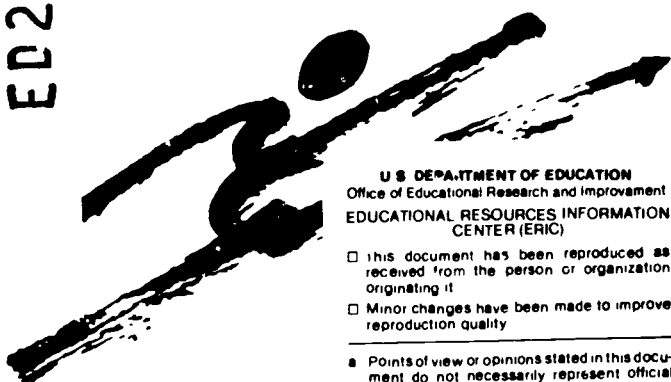 ED2
U S DEPARTMENT OF EDUCATION
Office of Educational Research and Improvement
EDUCATIONAL RESOURCES INFORMATION
CENTER (ERIC)
□ This document has been reproduced as
received from the person or organization
originating it
□ Minor changes have been made to improve
reproduction quality
● Points of view or opinions stated in this docu-
ment do not necessarily represent official